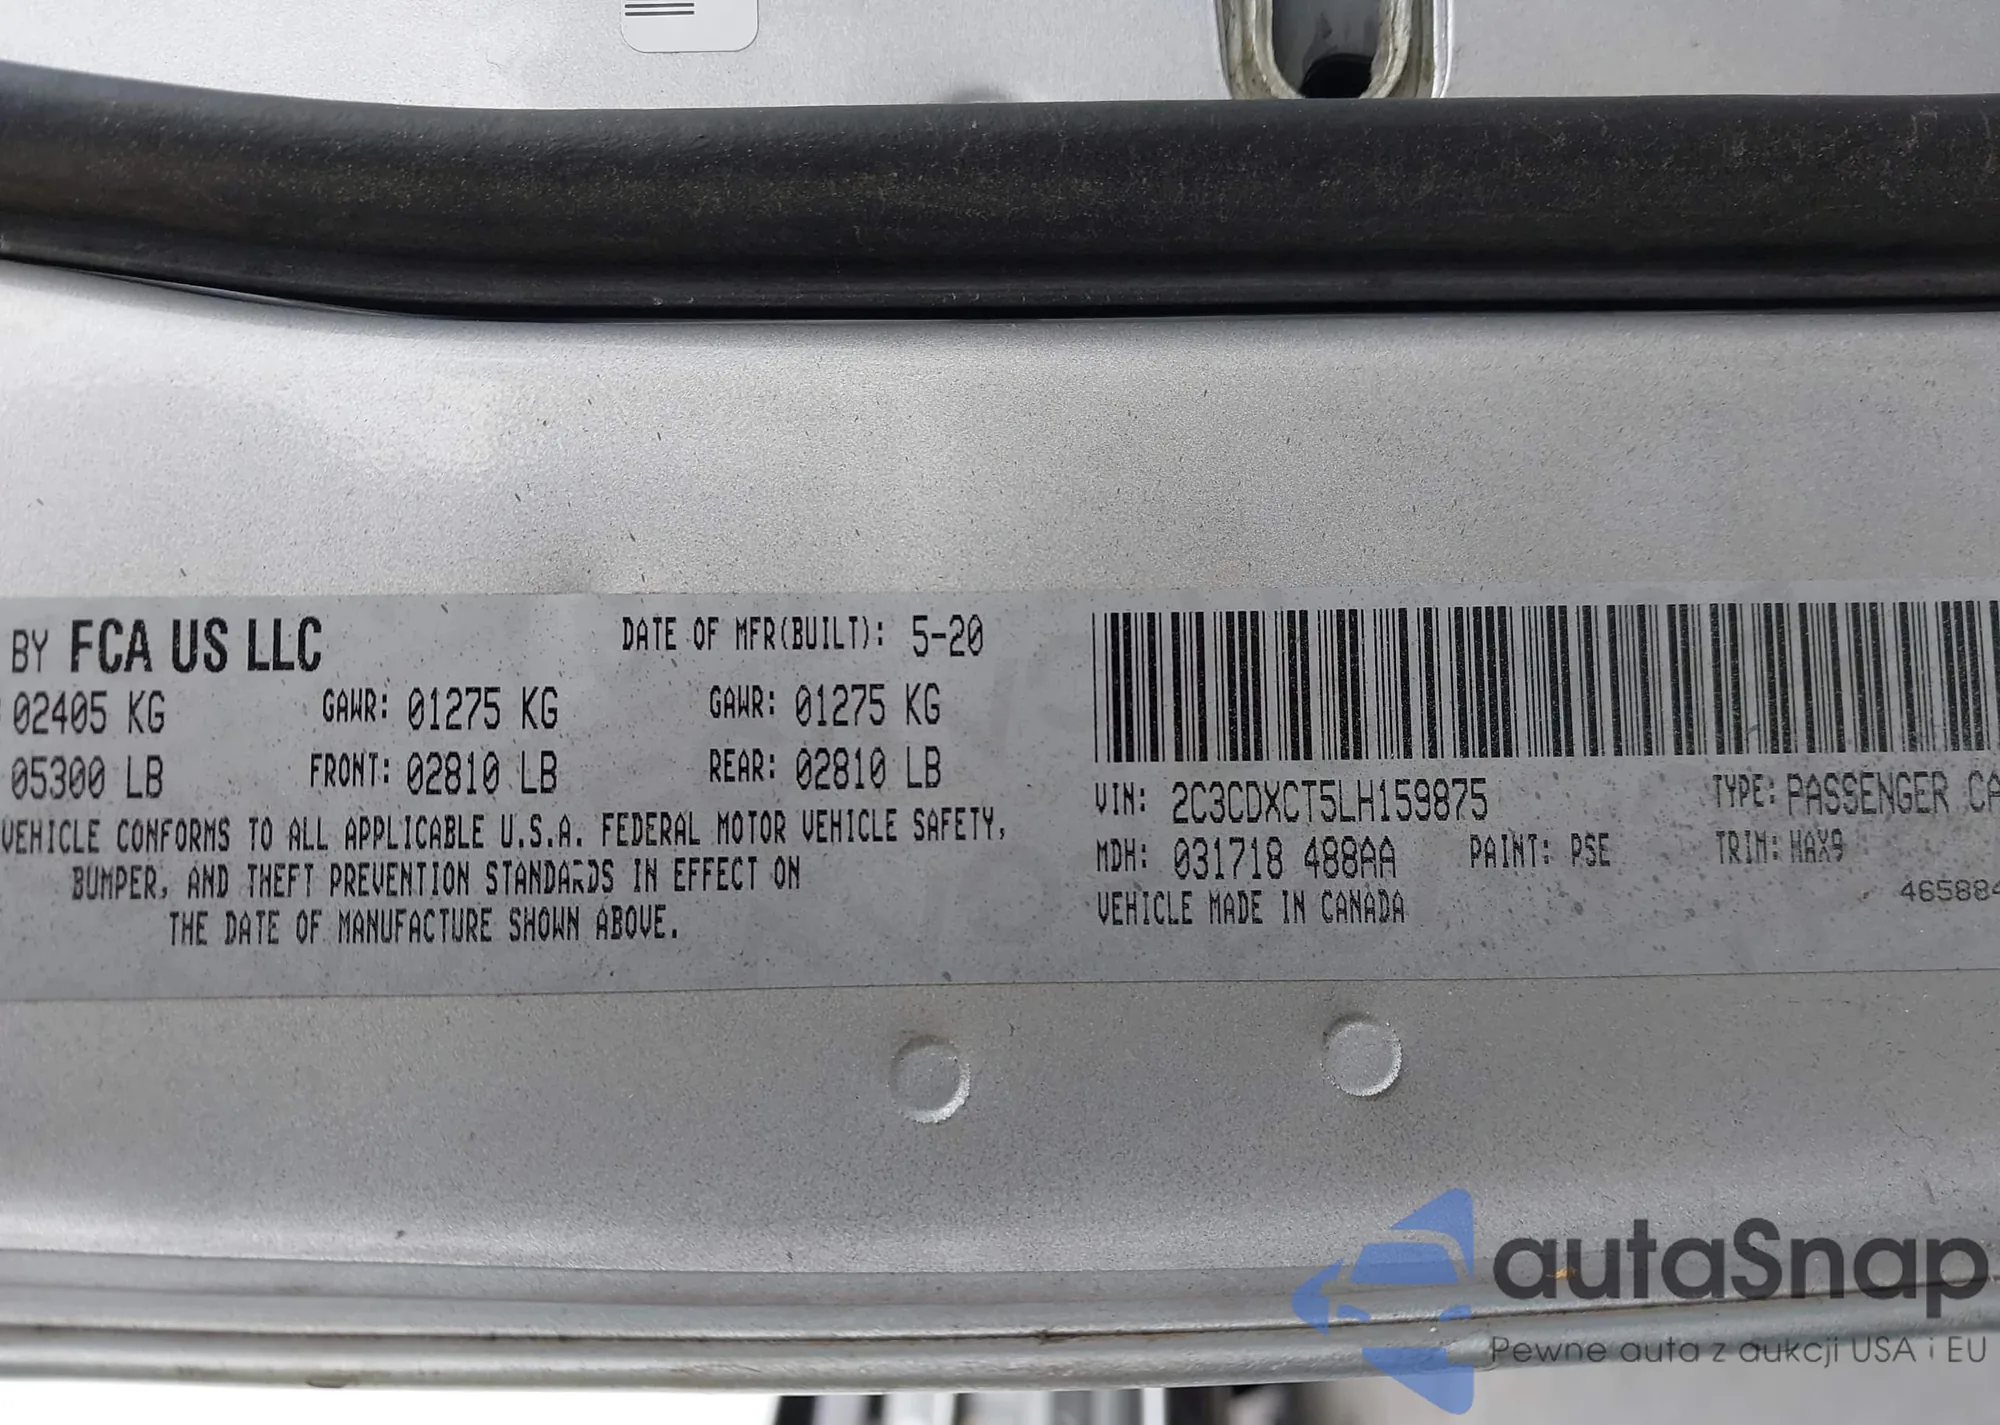 BY FCA US LLC DATE OF MFR(BUILT): 5-20
02405 KG GAWR: 01275 KG GAWR: 01275 KG
05300 LB FRONT: 02810 LB REAR: 02810 LB
VEHICLE CONFORMS TO ALL APPLICABLE U.S.A. FEDERAL MOTOR VEHICLE SAFETY,
BUMPER, AND THEFT PREVENTION STANDARDS IN EFFECT ON
THE DATE OF MANUFACTURE SHOWN ABOVE.
VIN: 2C3CDXCT5LH159875 TYPE: PASSENGER CA
MDH: 031718 488AA PAINT: PSE TRIM: HAX9
VEHICLE MADE IN CANADA 465884
autaSnap
Pewne auta z aukcji USA i EU